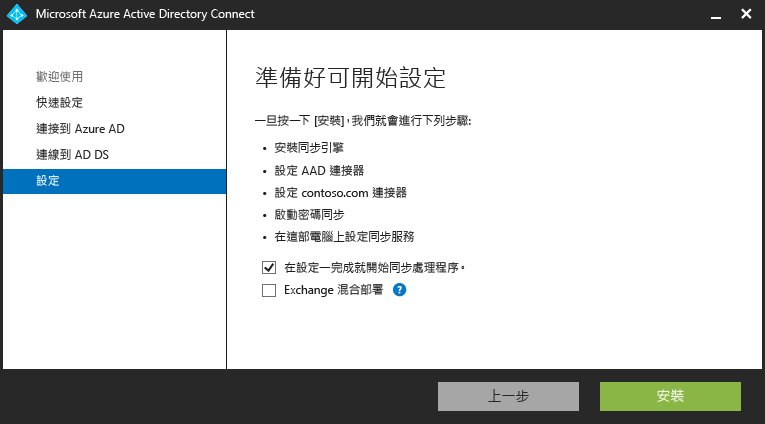 Microsoft Azure Active Directory Connect
歡迎使用
快速設定
連接到 Azure AD
連線到 AD DS
設定
準備好可開始設定
一旦按一下 [安裝],我們就會進行下列步驟:
• 安裝同步引擎
• 設定 AAD 連接器
• 設定 contoso.com 連接器
• 啟動密碼同步
• 在這部電腦上設定同步服務
在設定一完成就開始同步處理程序。
Exchange 混合部署 ?
上一步
安裝